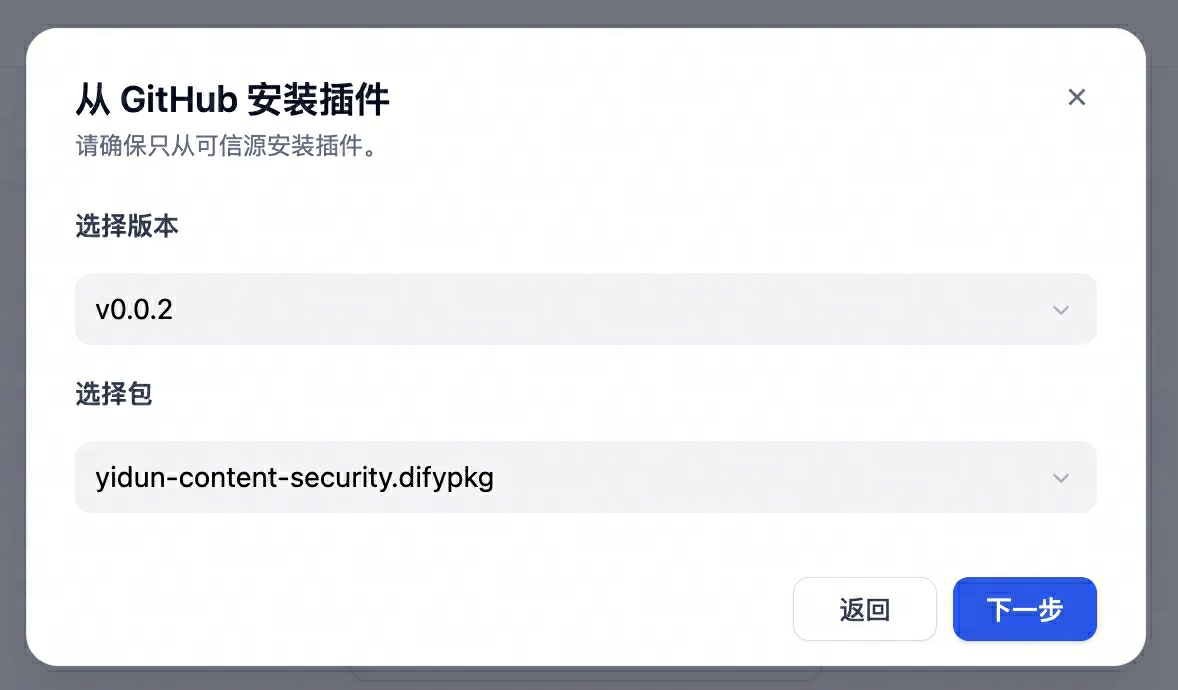 从 GitHub 安装插件
请确保只从可信源安装插件。
选择版本
v0.0.2
选择包
yidun-content-security.difypkg
返回
下一步